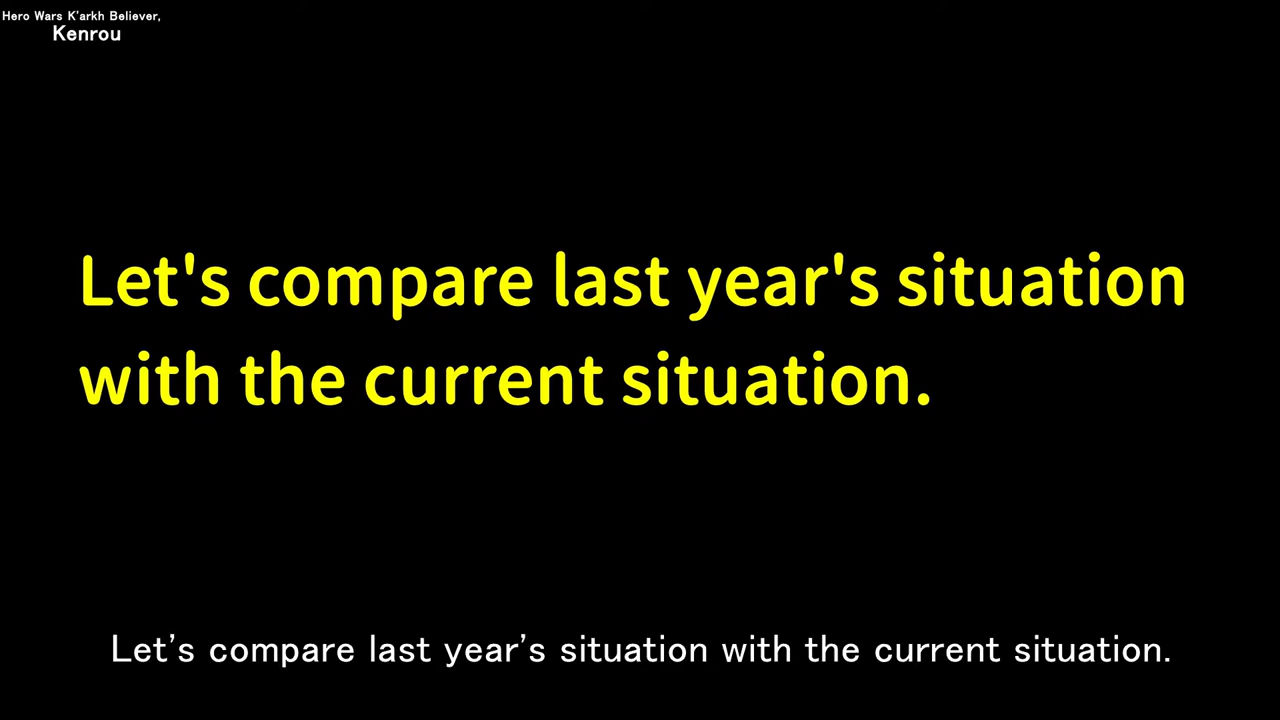 Hero Wars K'arkh Believer,
Kenrou
Let's compare last year's situation
with the current situation.
Let's compare last year's situation with the current situation.